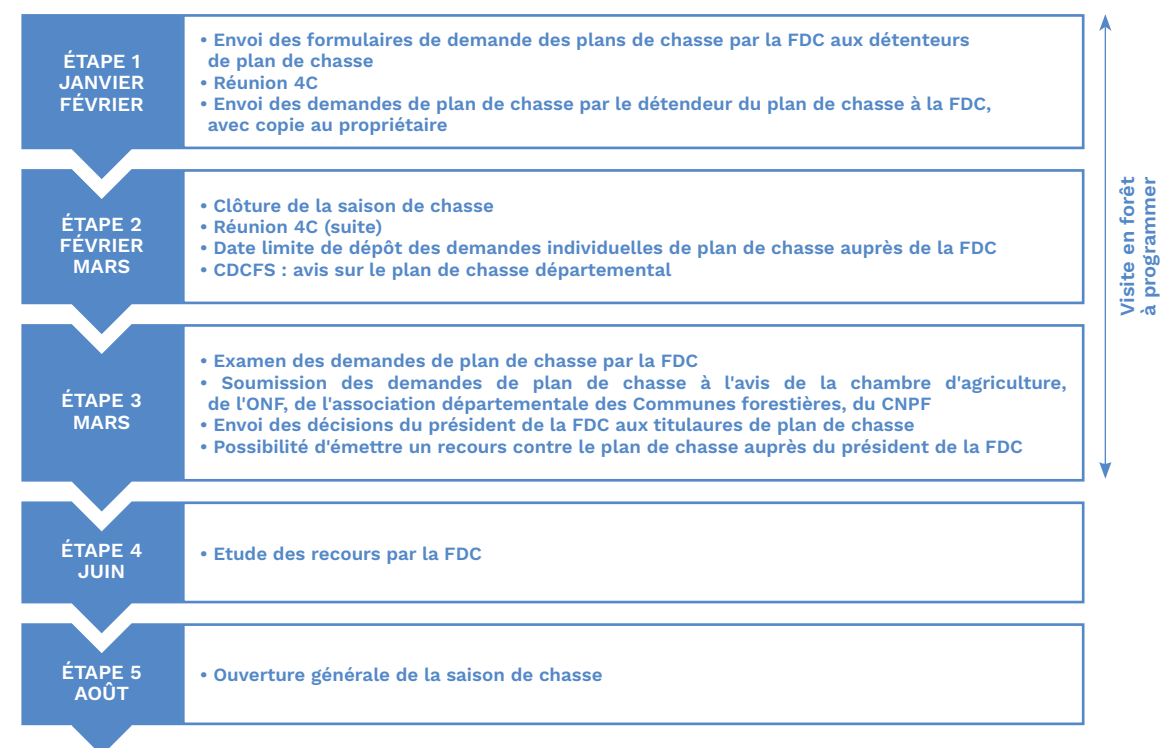 ÉTAPE 1
JANVIER
FÉVRIER
• Envoi des formulaires de demande des plans de chasse par la FDC aux détenteurs
de plan de chasse
• Réunion 4C
• Envoi des demandes de plan de chasse par le détendeur du plan de chasse à la FDC,
avec copie au propriétaire
ÉTAPE 2
FÉVRIER
MARS
• Clôture de la saison de chasse
• Réunion 4C (suite)
• Date limite de dépôt des demandes individuelles de plan de chasse auprès de la FDC
• CDCFS : avis sur le plan de chasse départemental
ÉTAPE 3
MARS
• Examen des demandes de plan de chasse par la FDC
• Soumission des demandes de plan de chasse à l'avis de la chambre d'agriculture,
de l'ONF, de l'association départementale des Communes forestières, du CNPF
• Envoi des décisions du président de la FDC aux titulaures de plan de chasse
• Possibilité d'émettre un recours contre le plan de chasse auprès du président de la FDC
ÉTAPE 4
JUIN
• Etude des recours par la FDC
ÉTAPE 5
AOÛT
• Ouverture générale de la saison de chasse
Visite en forêt
à programmer